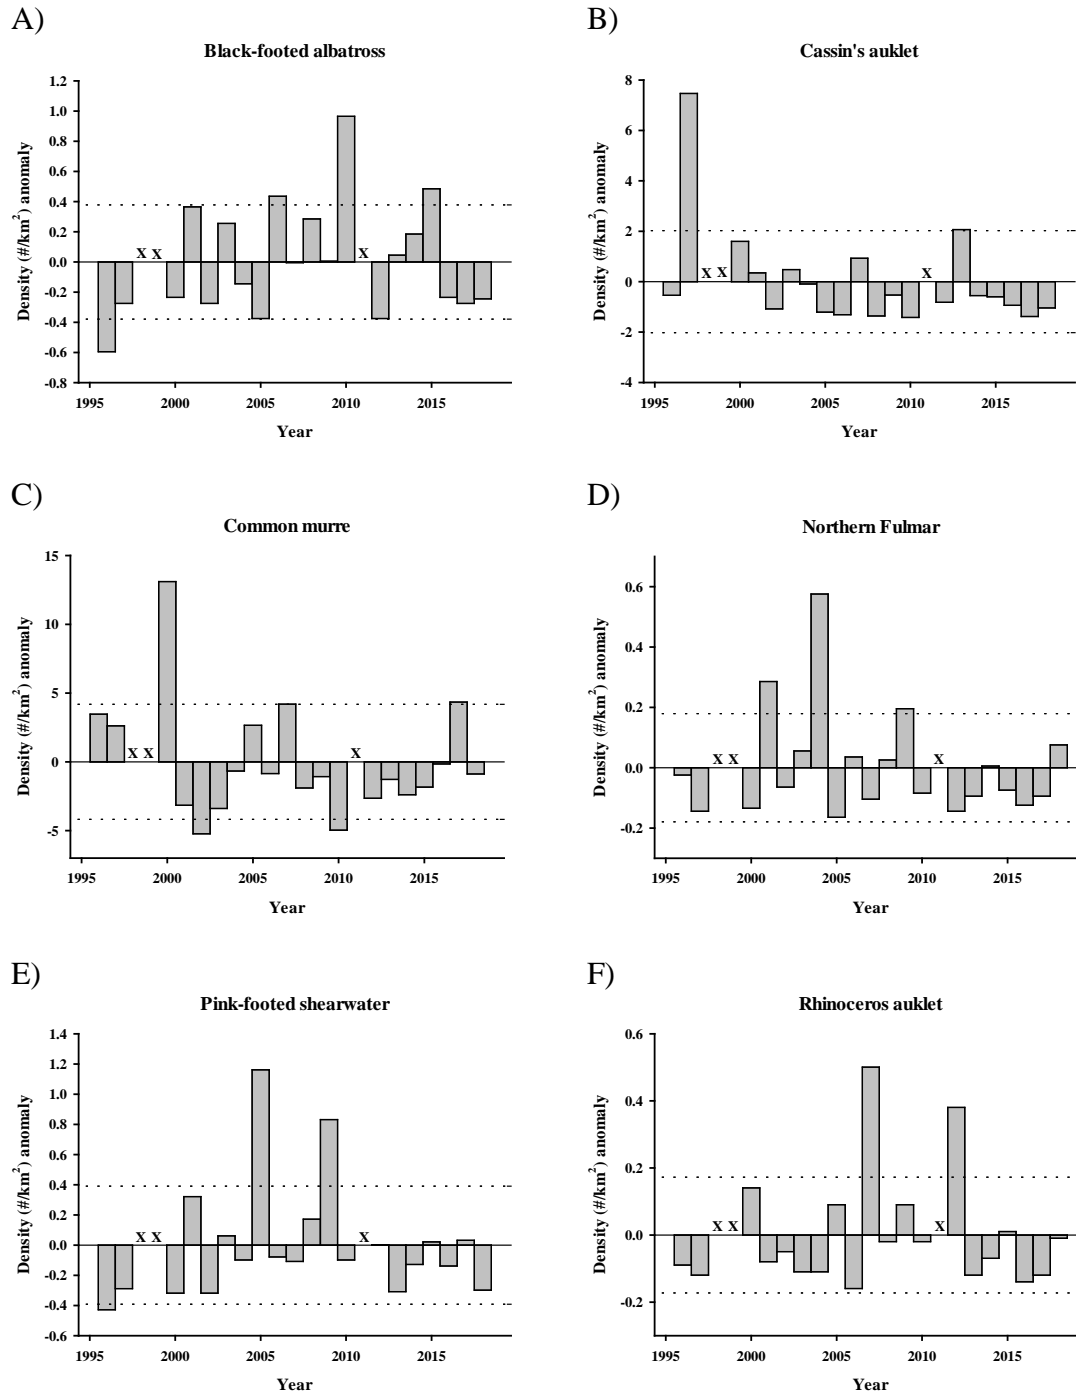 A)
Black-footed albatross
Density (#/km²) anomaly
1.2
1.0
0.8
0.6
0.4
0.2
0.0
-0.2
-0.4
-0.6
-0.8
X X X
1995 2000 2005 2010 2015
Year
B)
Cassin's auklet
Density (#/km²) anomaly
8
6
4
2
0
-2
-4
X X X
1995 2000 2005 2010 2015
Year
C)
Common murre
Density (#/km²) anomaly
15
10
5
0
-5
X X X
1995 2000 2005 2010 2015
Year
D)
Northern Fulmar
Density (#/km²) anomaly
0.6
0.4
0.2
0.0
-0.2
X X X
1995 2000 2005 2010 2015
Year
E)
Pink-footed shearwater
Density (#/km²) anomaly
1.4
1.2
1.0
0.8
0.6
0.4
0.2
0.0
-0.2
-0.4
-0.6
X X X
1995 2000 2005 2010 2015
Year
F)
Rhinoceros auklet
Density (#/km²) anomaly
0.6
0.4
0.2
0.0
-0.2
X X X
1995 2000 2005 2010 2015
Year